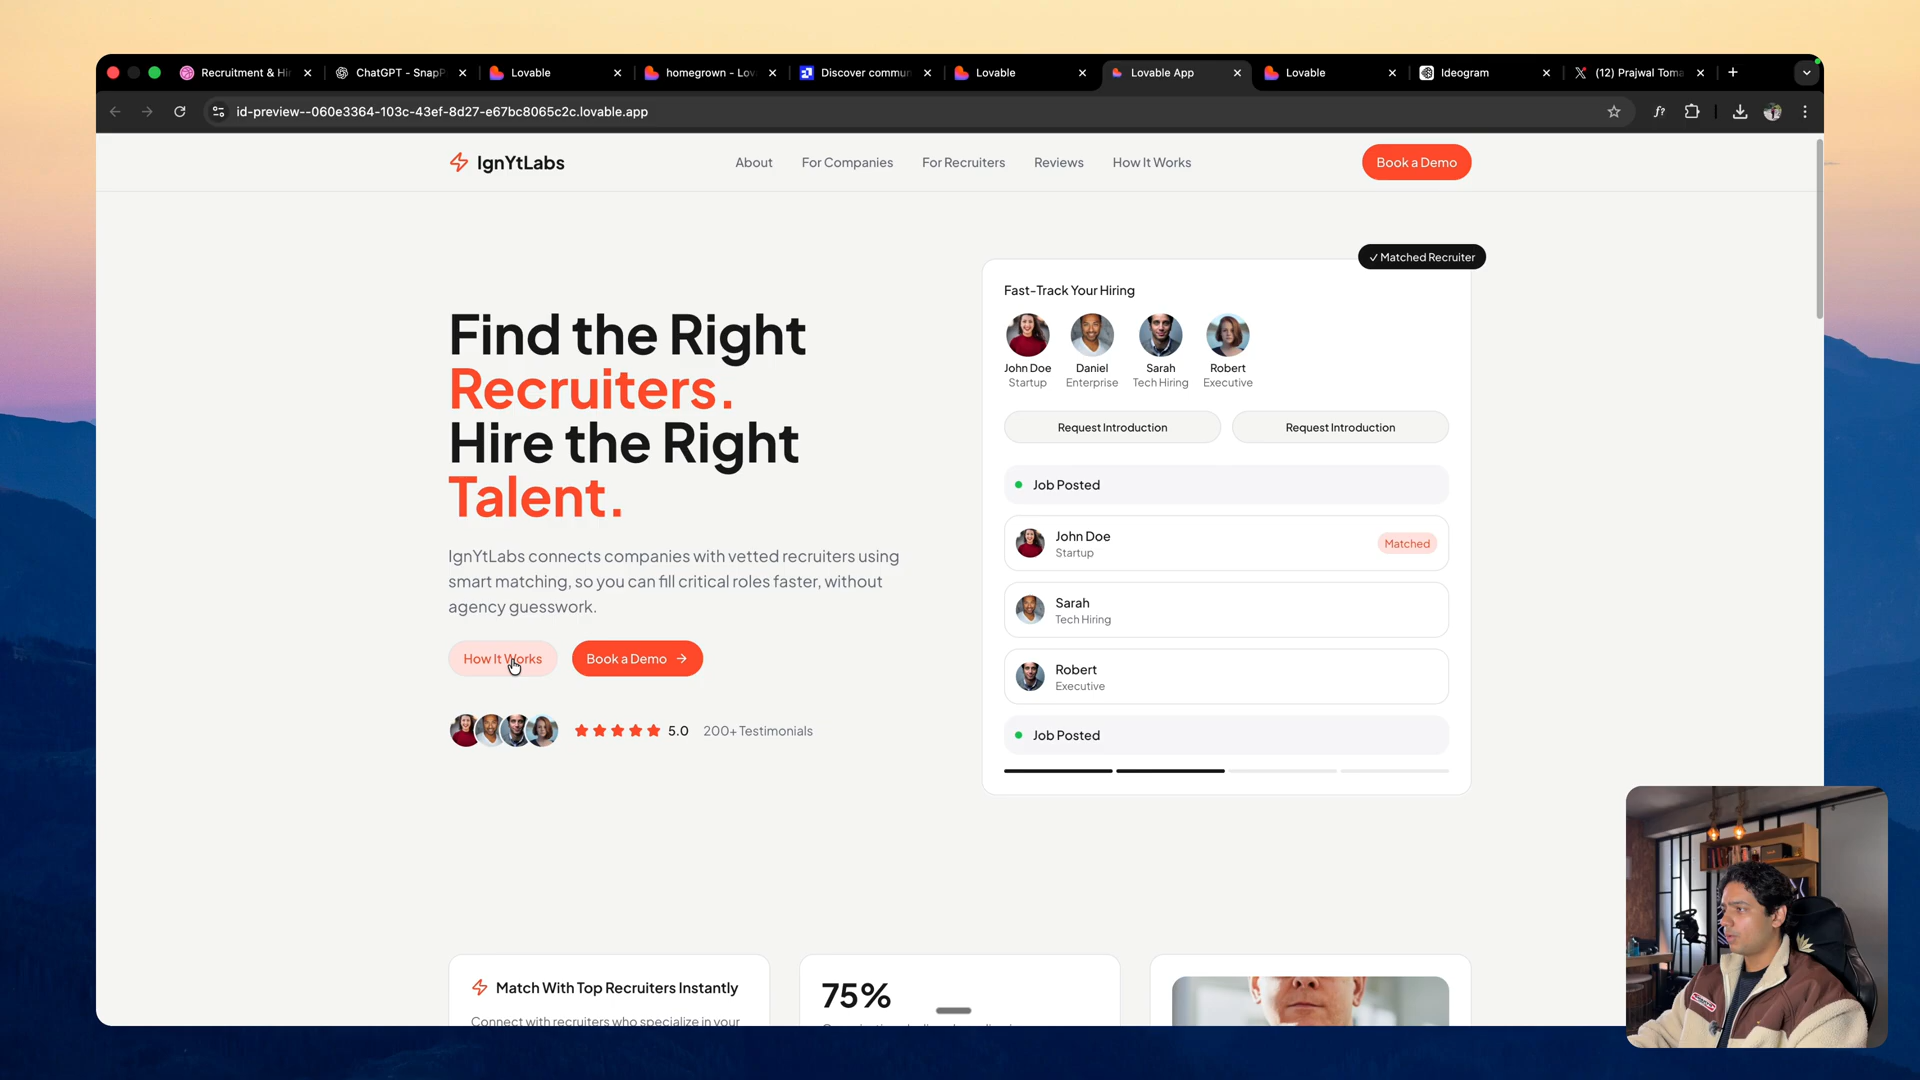 Recruitment & Hi
ChatGPT - SnapP
Lovable
homegrown - Lov
Discover commun
Lovable
Lovable App
Lovable
Ideogram
(12) Prajwal Toma
id-preview--060e3364-103c-43ef-8d27-e67bc8065c2c.lovable.app
IgnYtLabs
About
For Companies
For Recruiters
Reviews
How It Works
Book a Demo
✓ Matched Recruiter
Find the Right
Recruiters.
Hire the Right
Talent.
IgnYtLabs connects companies with vetted recruiters using
smart matching, so you can fill critical roles faster, without
agency guesswork.
How It Works
Book a Demo →
5.0
200+ Testimonials
Fast-Track Your Hiring
John Doe
Startup
Daniel
Enterprise
Sarah
Tech Hiring
Robert
Executive
Request Introduction
Request Introduction
Job Posted
John Doe
Startup
Matched
Sarah
Tech Hiring
Robert
Executive
Job Posted
Match With Top Recruiters Instantly
Connect with recruiters who specialize in your
75%